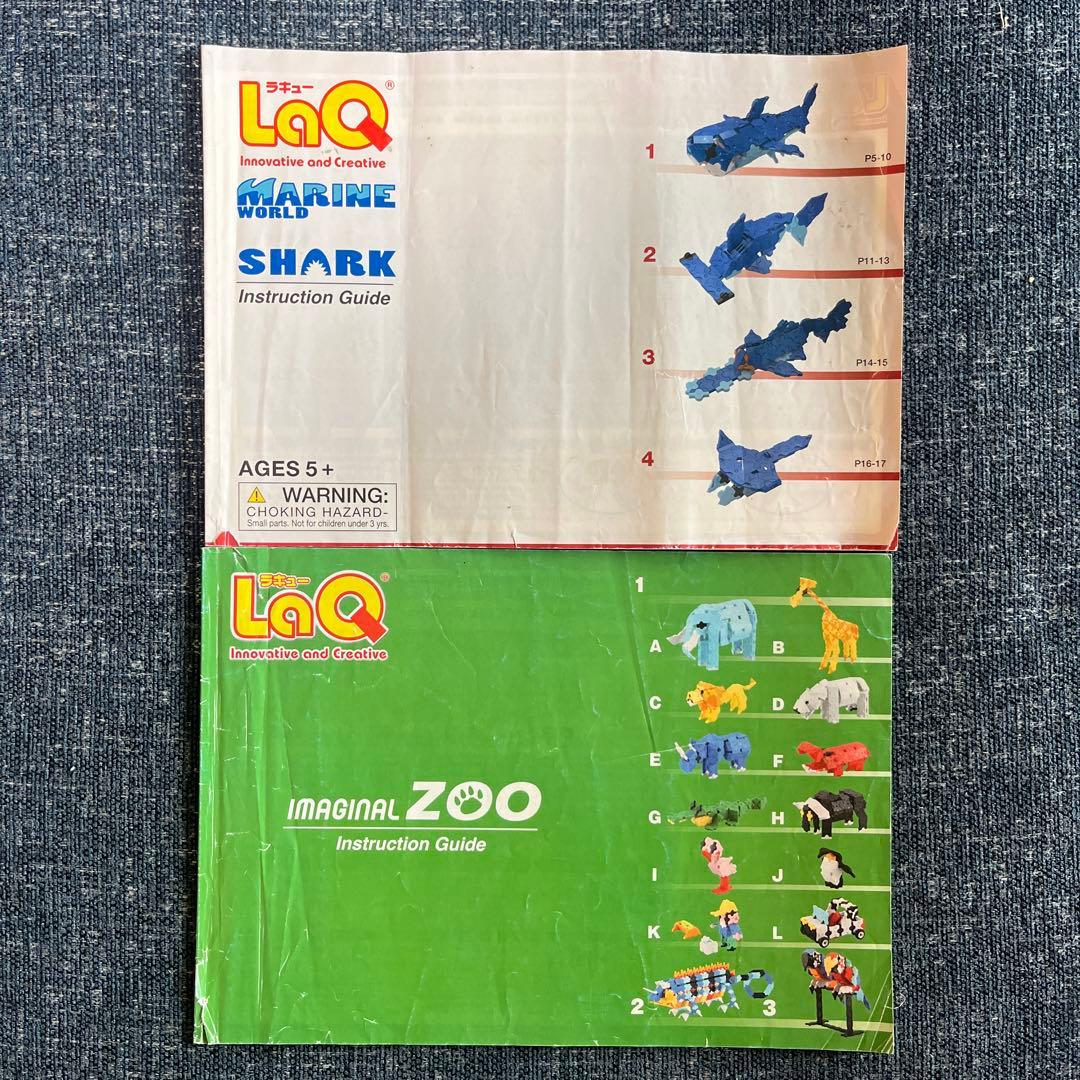 ラキュー
LaQ®
Innovative and Creative
MARINE
WORLD
SHARK
Instruction Guide
AGES 5+
WARNING:
CHOKING HAZARD-
Small parts. Not for children under 3 yrs.
1
P5-10
2
P11-13
3
P14-15
4
P16-17
ラキュー
LaQ®
Innovative and Creative
IMAGINAL ZOO
Instruction Guide
1
A B
C D
E F
G H
I J
K L
2 3